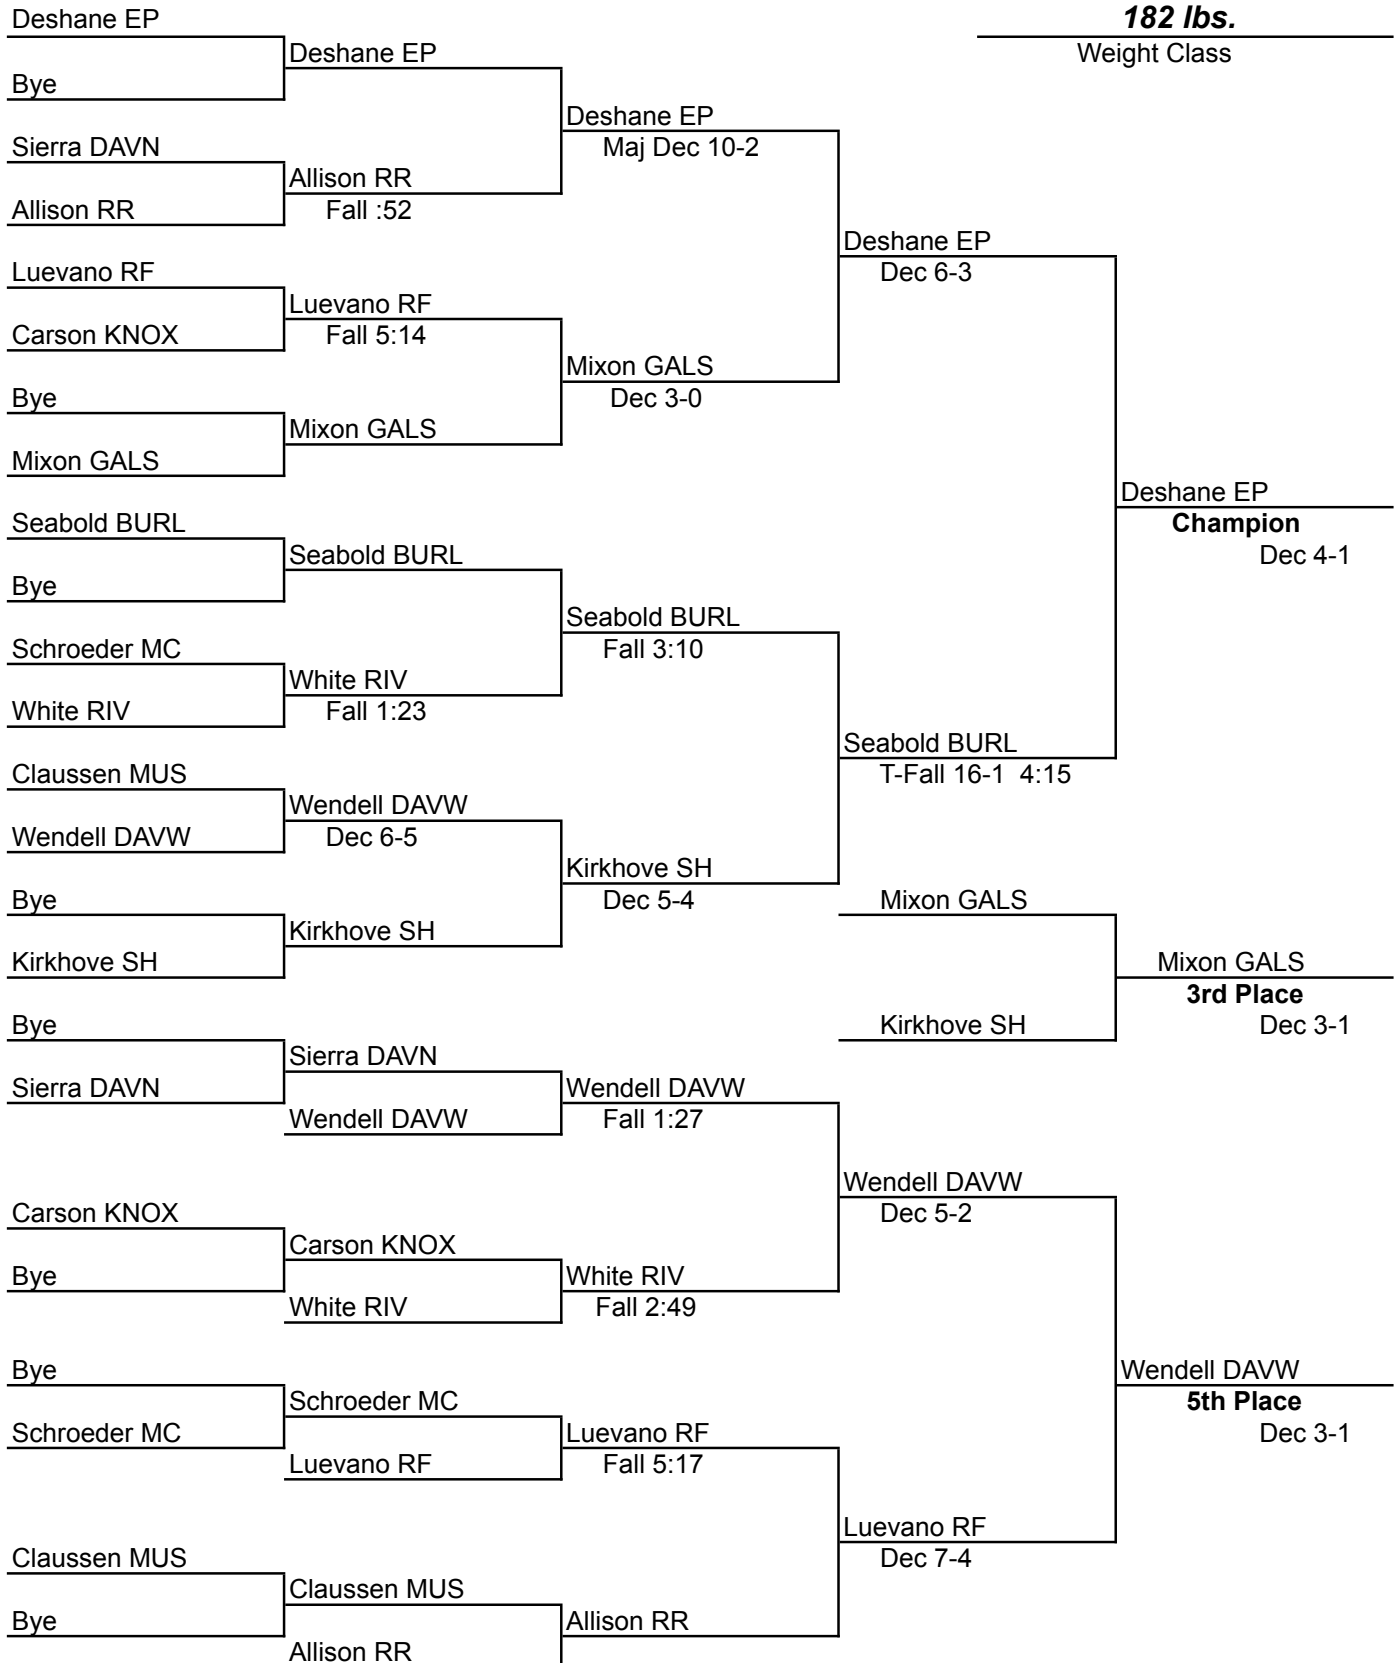 Deshane EP
182 lbs.
Weight Class
Deshane EP
Bye
Deshane EP
Maj Dec 10-2
Sierra DAVN
Allison RR
Fall :52
Allison RR
Deshane EP
Dec 6-3
Luevano RF
Luevano RF
Fall 5:14
Carson KNOX
Mixon GALS
Dec 3-0
Bye
Mixon GALS
Mixon GALS
Deshane EP
Champion
Dec 4-1
Seabold BURL
Seabold BURL
Bye
Seabold BURL
Fall 3:10
Schroeder MC
White RIV
Fall 1:23
White RIV
Seabold BURL
T-Fall 16-1 4:15
Claussen MUS
Wendell DAVW
Dec 6-5
Wendell DAVW
Kirkhove SH
Dec 5-4
Bye
Kirkhove SH
Kirkhove SH
Mixon GALS
Mixon GALS
3rd Place
Dec 3-1
Kirkhove SH
Bye
Sierra DAVN
Sierra DAVN
Wendell DAVW
Wendell DAVW
Fall 1:27
Wendell DAVW
Dec 5-2
Carson KNOX
Carson KNOX
Bye
White RIV
White RIV
Fall 2:49
Bye
Wendell DAVW
5th Place
Dec 3-1
Schroeder MC
Schroeder MC
Luevano RF
Luevano RF
Fall 5:17
Luevano RF
Dec 7-4
Claussen MUS
Claussen MUS
Bye
Allison RR
Allison RR